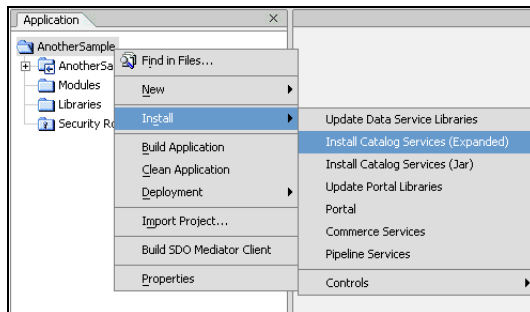 Application
AnotherSample
AnotherSa
Modules
Libraries
Security Ro
Find in Files...
New
Install
Build Application
Clean Application
Deployment
Import Project...
Build SDO Mediator Client
Properties
Update Data Service Libraries
Install Catalog Services (Expanded)
Install Catalog Services (Jar)
Update Portal Libraries
Portal
Commerce Services
Pipeline Services
Controls